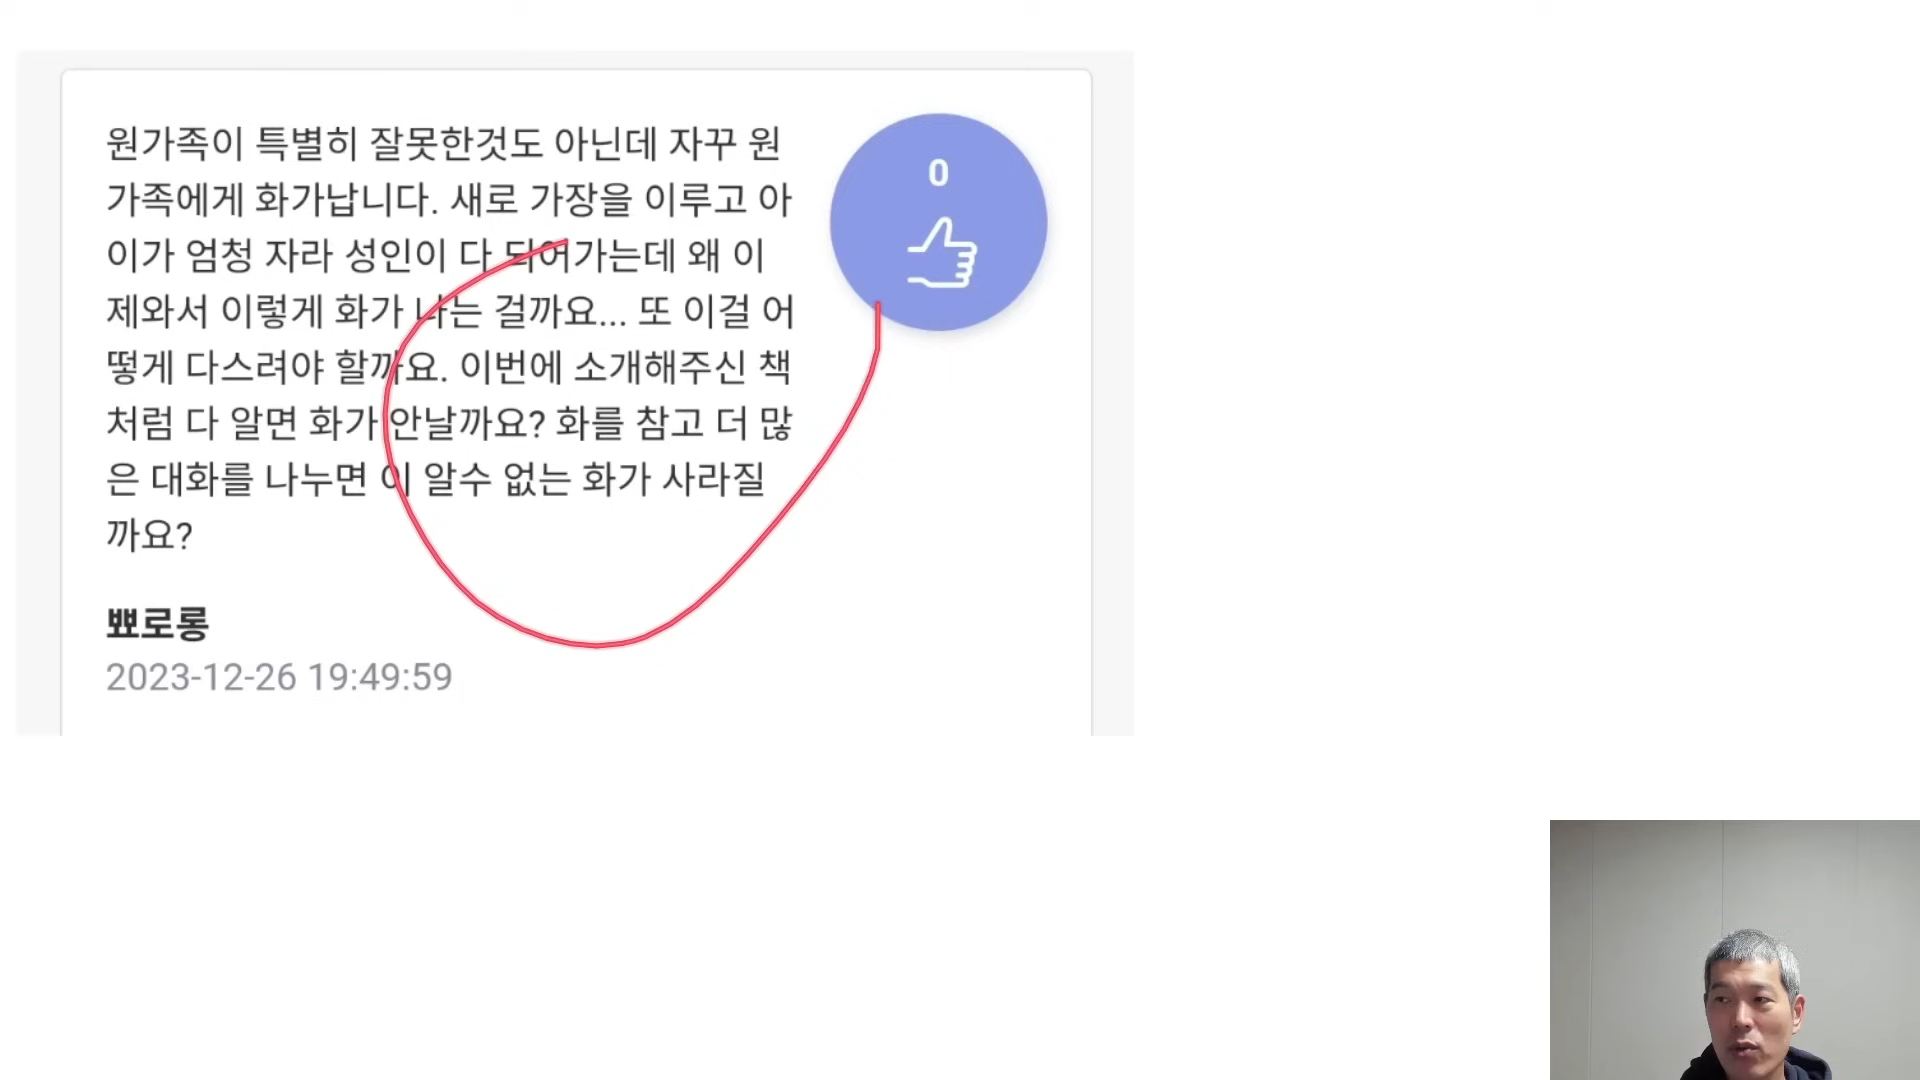 원가족이 특별히 잘못한것도 아닌데 자꾸 원
가족에게 화가납니다. 새로 가장을 이루고 아
이가 엄청 자라 성인이 다 되어가는데 왜 이
제와서 이렇게 화가 나는 걸까요... 또 이걸 어
떻게 다스려야 할까요. 이번에 소개해주신 책
처럼 다 알면 화가 안날까요? 화를 참고 더 많
은 대화를 나누면 이 알수 없는 화가 사라질
까요?
0
뾰로롱
2023-12-26 19:49:59